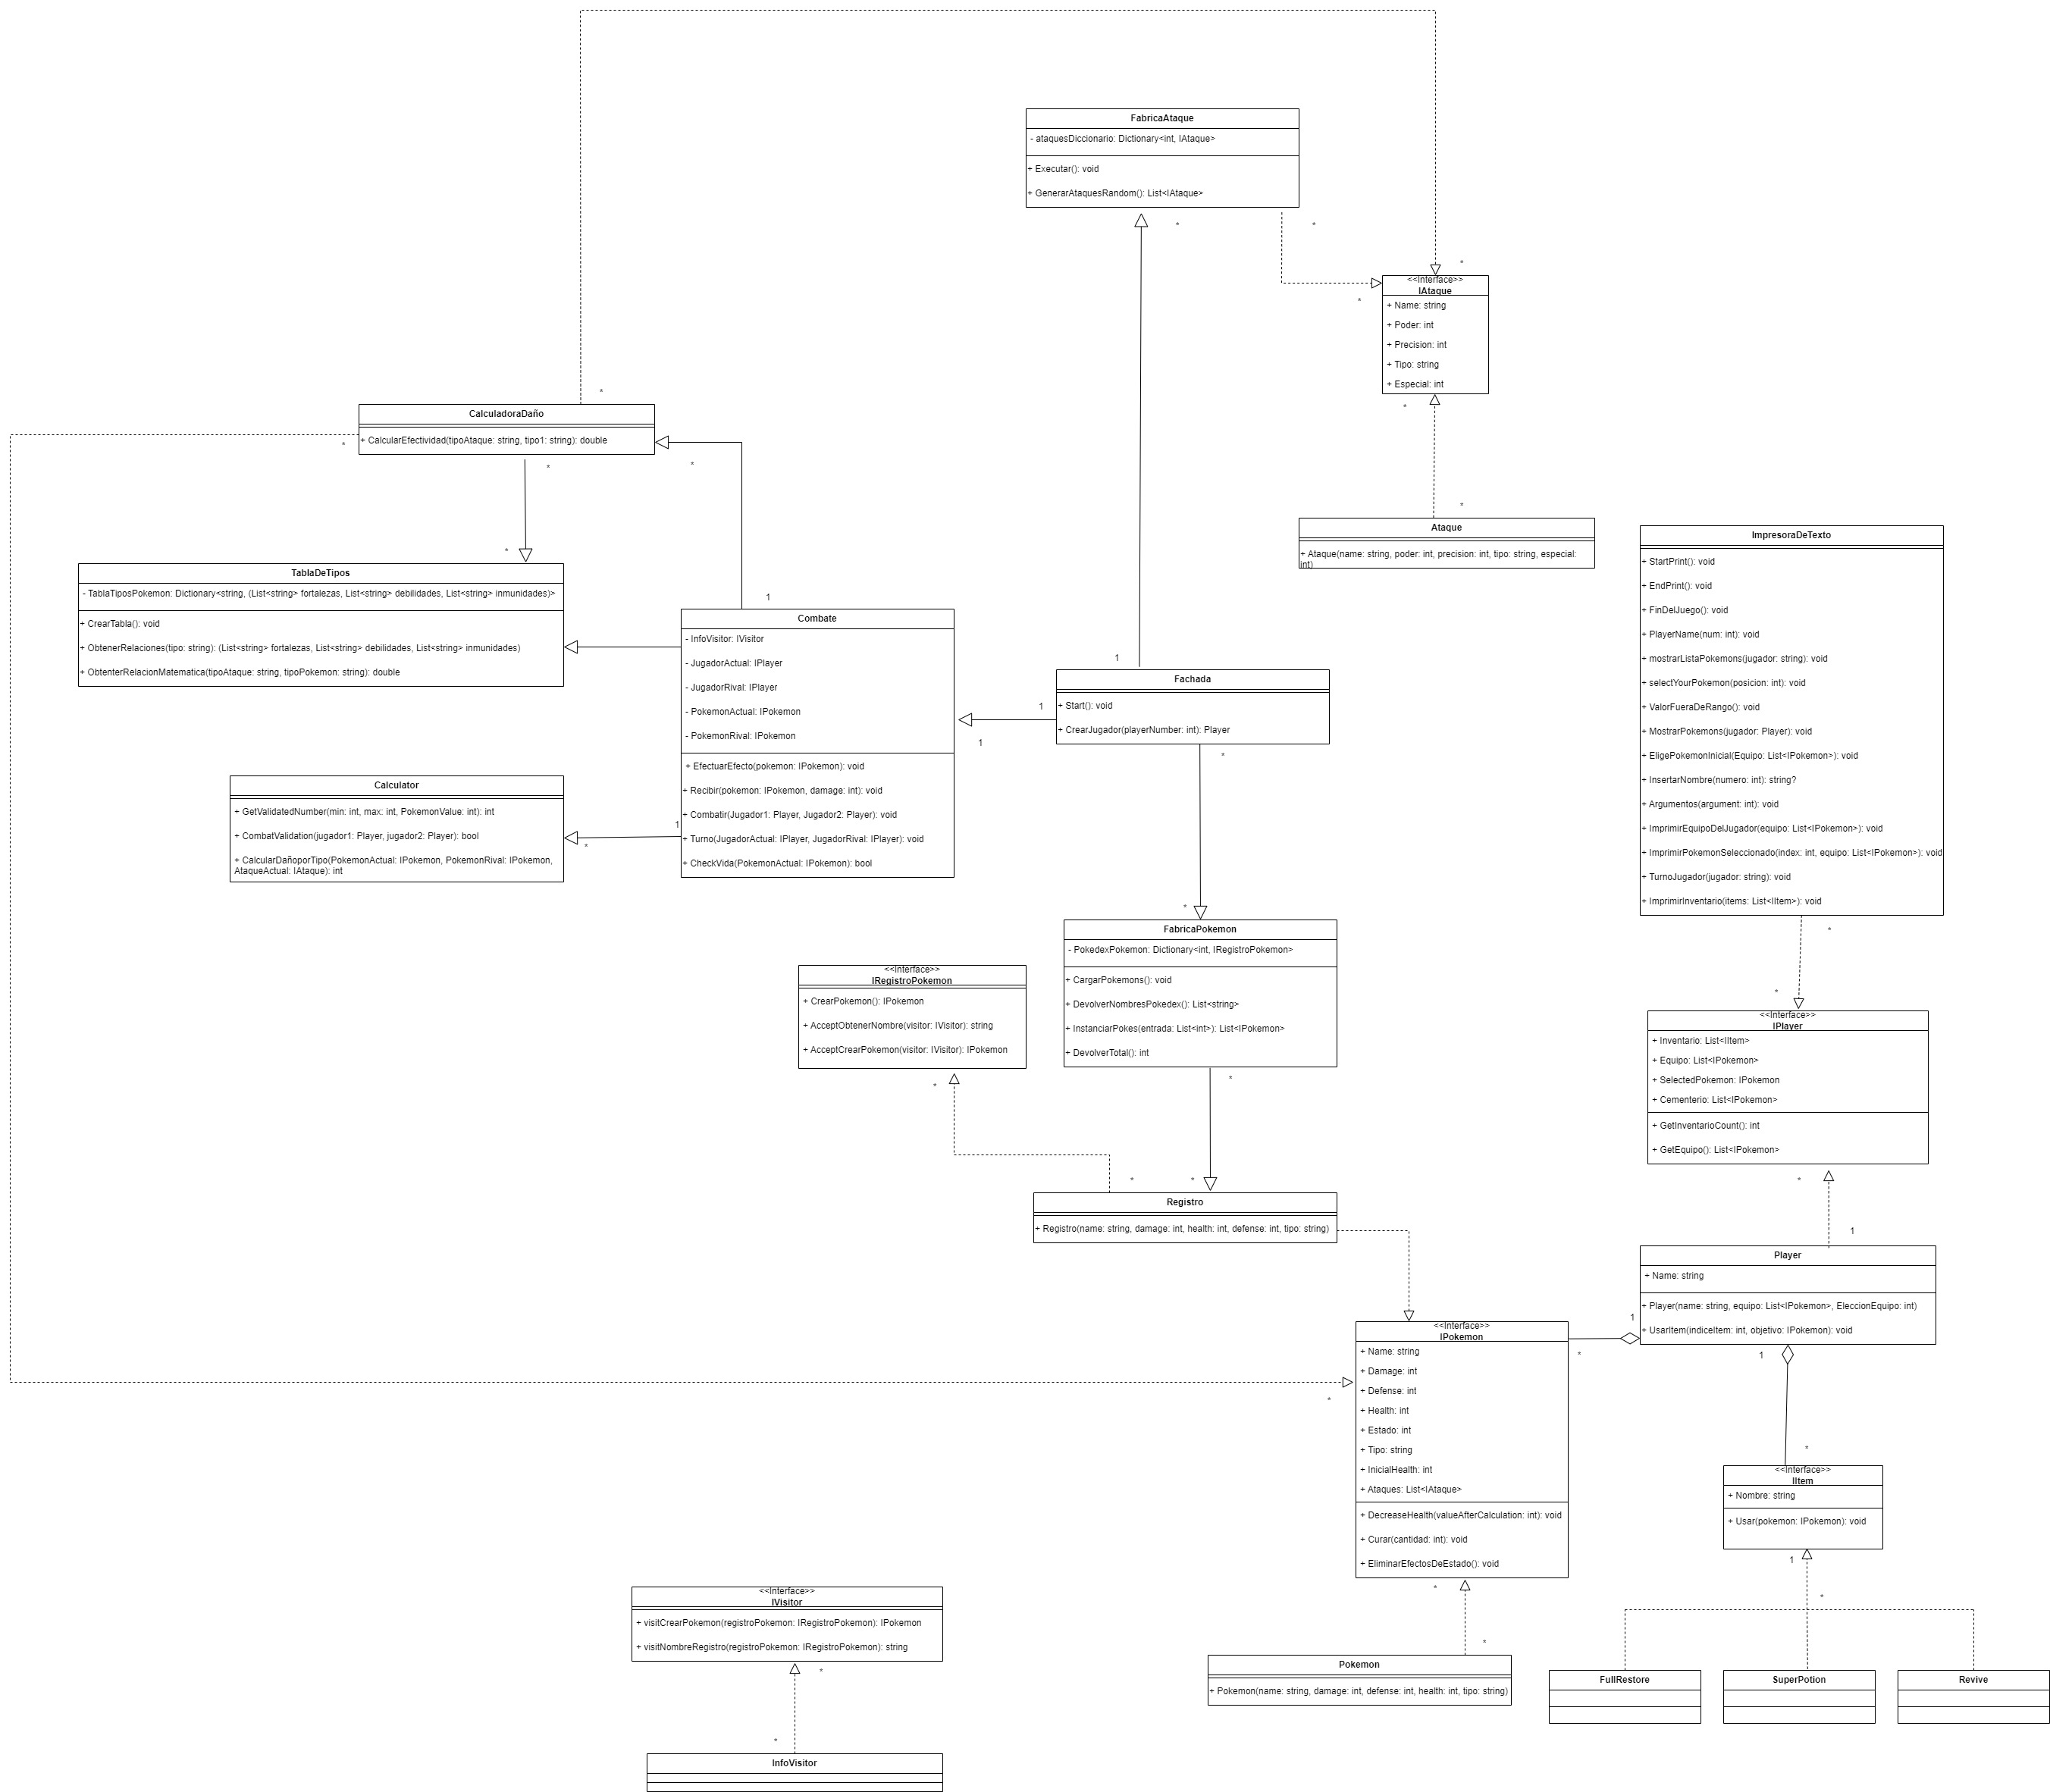 FabricaAtaque
- ataquesDiccionario: Dictionary<int, IAtaque>
+ Executar(): void
+ GenerarAtaquesRandom(): List<IAtaque>
*
*
*
*
<<Interface>>
IAtaque
+ Name: string
+ Poder: int
+ Precision: int
+ Tipo: string
+ Especial: int
*
*
Ataque
+ Ataque(name: string, poder: int, precision: int, tipo: string, especial:
int)
*
CalculadoraDaño
+ CalcularEfectividad(tipoAtaque: string, tipo1: string): double
*
*
*
*
TablaDeTipos
- TablaTiposPokemon: Dictionary<string, (List<string> fortalezas, List<string> debilidades, List<string> inmunidades)>
+ CrearTabla(): void
+ ObtenerRelaciones(tipo: string): (List<string> fortalezas, List<string> debilidades, List<string> inmunidades)
+ ObtenterRelacionMatematica(tipoAtaque: string, tipoPokemon: string): double
1
Combate
- InfoVisitor: IVisitor
- JugadorActual: IPlayer
- JugadorRival: IPlayer
- PokemonActual: IPokemon
- PokemonRival: IPokemon
+ EfectuarEfecto(pokemon: IPokemon): void
+ Recibir(pokemon: IPokemon, damage: int): void
+ Combatir(Jugador1: Player, Jugador2: Player): void
+ Turno(JugadorActual: IPlayer, JugadorRival: IPlayer): void
+ CheckVida(PokemonActual: IPokemon): bool
1
*
Calculator
+ GetValidatedNumber(min: int, max: int, PokemonValue: int): int
+ CombatValidation(jugador1: Player, jugador2: Player): bool
+ CalcularDañoporTipo(PokemonActual: IPokemon, PokemonRival: IPokemon,
AtaqueActual: IAtaque): int
1
1
1
Fachada
+ Start(): void
+ CrearJugador(playerNumber: int): Player
*
*
ImpresoraDeTexto
+ StartPrint(): void
+ EndPrint(): void
+ FinDelJuego(): void
+ PlayerName(num: int): void
+ mostrarListaPokemons(jugador: string): void
+ selectYourPokemon(posicion: int): void
+ ValorFueraDeRango(): void
+ MostrarPokemons(jugador: Player): void
+ EligePokemonInicial(Equipo: List<IPokemon>): void
+ InsertarNombre(numero: int): string?
+ Argumentos(argument: int): void
+ ImprimirEquipoDelJugador(equipo: List<IPokemon>): void
+ ImprimirPokemonSeleccionado(index: int, equipo: List<IPokemon>): void
+ TurnoJugador(jugador: string): void
+ ImprimirInventario(items: List<IItem>): void
*
*
FabricaPokemon
- PokedexPokemon: Dictionary<int, IRegistroPokemon>
+ CargarPokemons(): void
+ DevolverNombresPokedex(): List<string>
+ InstanciarPokes(entrada: List<int>): List<IPokemon>
+ DevolverTotal(): int
*
<<Interface>>
IRegistroPokemon
+ CrearPokemon(): IPokemon
+ AcceptObtenerNombre(visitor: IVisitor): string
+ AcceptCrearPokemon(visitor: IVisitor): IPokemon
*
<<Interface>>
IPlayer
+ Inventario: List<IItem>
+ Equipo: List<IPokemon>
+ SelectedPokemon: IPokemon
+ Cementerio: List<IPokemon>
+ GetInventarioCount(): int
+ GetEquipo(): List<IPokemon>
*
1
*
*
Registro
+ Registro(name: string, damage: int, health: int, defense: int, tipo: string)
Player
+ Name: string
+ Player(name: string, equipo: List<IPokemon>, EleccionEquipo: int)
+ UsarItem(indiceItem: int, objetivo: IPokemon): void
1
*
1
*
*
<<Interface>>
IPokemon
+ Name: string
+ Damage: int
+ Defense: int
+ Health: int
+ Estado: int
+ Tipo: string
+ InicialHealth: int
+ Ataques: List<IAtaque>
+ DecreaseHealth(valueAfterCalculation: int): void
+ Curar(cantidad: int): void
+ EliminarEfectosDeEstado(): void
*
*
<<Interface>>
IItem
+ Nombre: string
+ Usar(pokemon: IPokemon): void
1
*
<<Interface>>
IVisitor
+ visitCrearPokemon(registroPokemon: IRegistroPokemon): IPokemon
+ visitNombreRegistro(registroPokemon: IRegistroPokemon): string
*
*
Pokemon
+ Pokemon(name: string, damage: int, defense: int, health: int, tipo: string)
FullRestore
SuperPotion
Revive
InfoVisitor